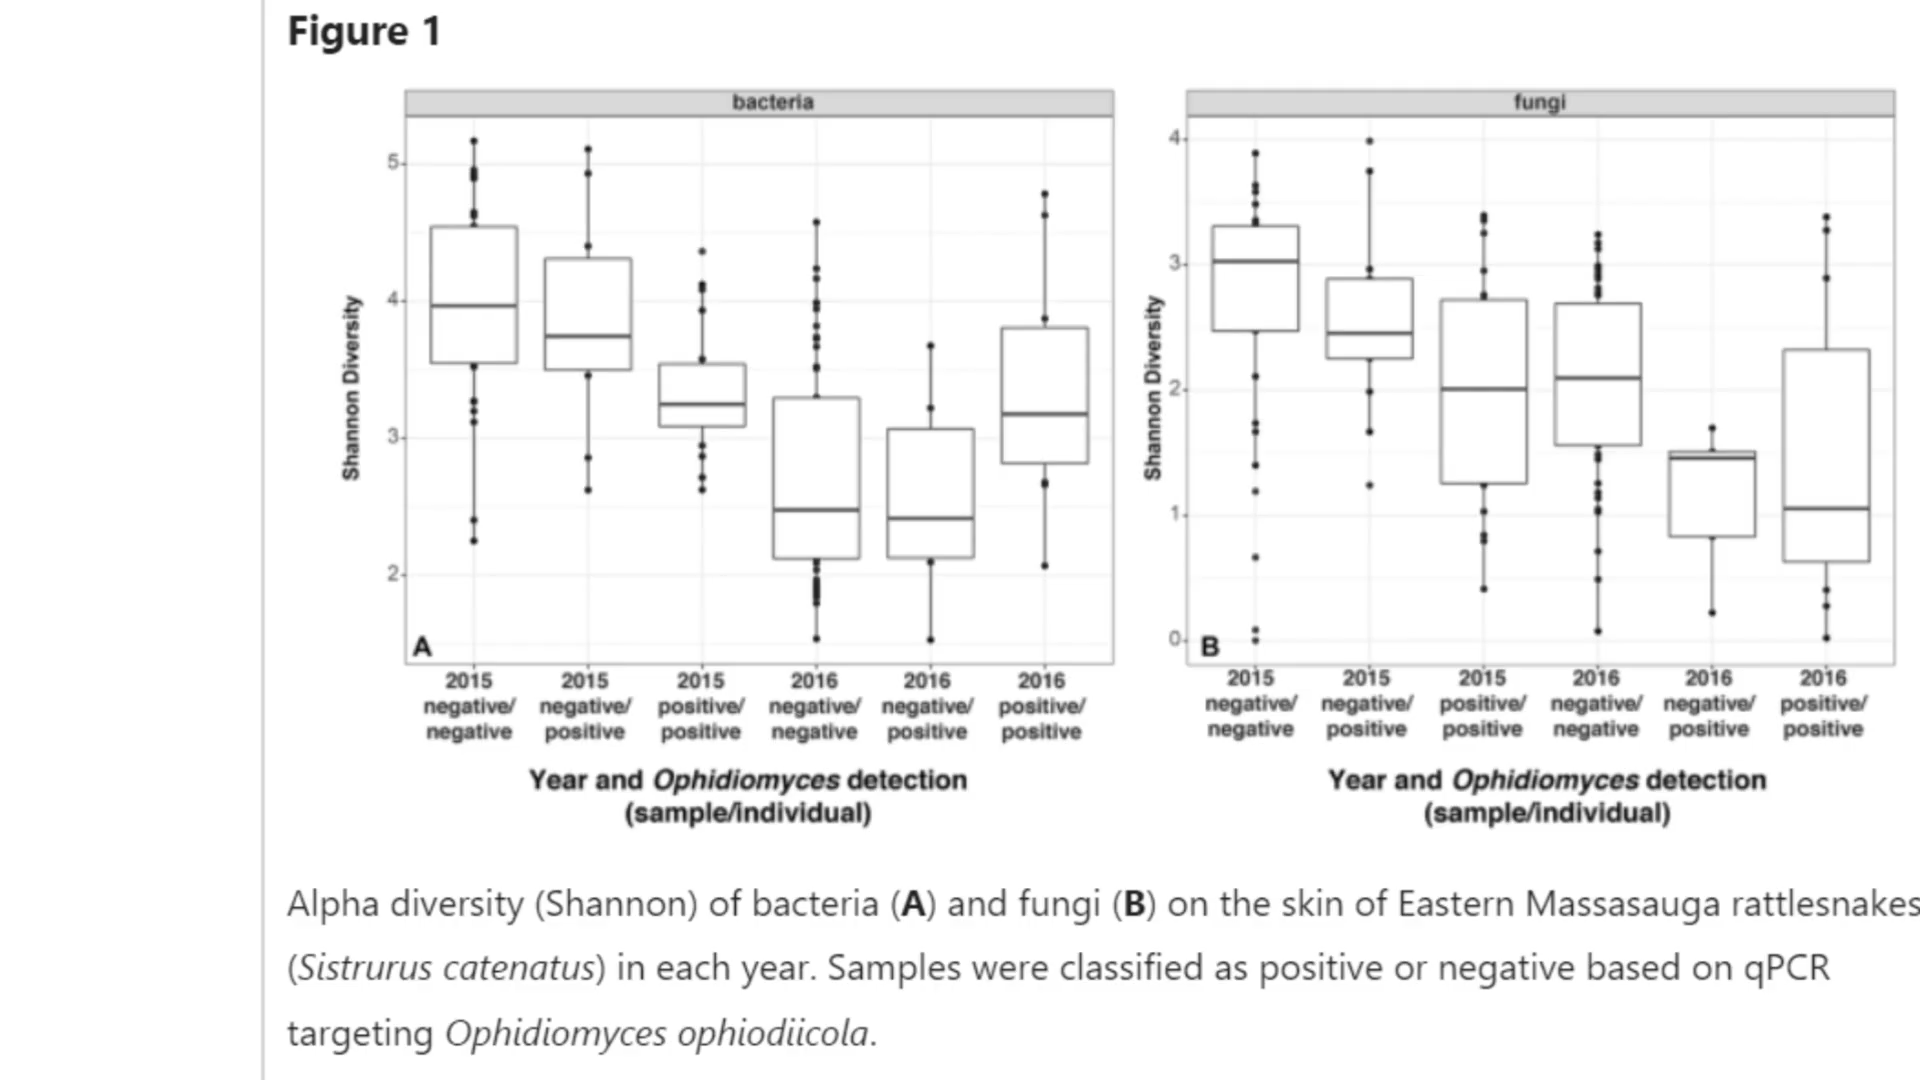 Figure 1
bacteria
fungi
5
4
3
2
Shannon Diversity
A
2015 negative/ negative
2015 negative/ positive
2015 positive/ positive
2016 negative/ negative
2016 negative/ positive
2016 positive/ positive
Year and Ophidiomyces detection
(sample/individual)
4
3
2
1
0
Shannon Diversity
B
2015 negative/ negative
2015 negative/ positive
2015 positive/ positive
2016 negative/ negative
2016 negative/ positive
2016 positive/ positive
Year and Ophidiomyces detection
(sample/individual)
Alpha diversity (Shannon) of bacteria (A) and fungi (B) on the skin of Eastern Massasauga rattlesnakes
(Sistrurus catenatus) in each year. Samples were classified as positive or negative based on qPCR
targeting Ophidiomyces ophiodiicola.